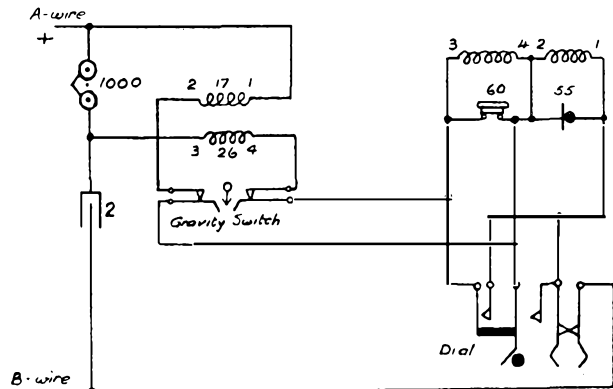 A-wire
+
1000
2 17 1
3 26 4
2
Gravity Switch
3 4 2 1
60 55
Dial
B-wire